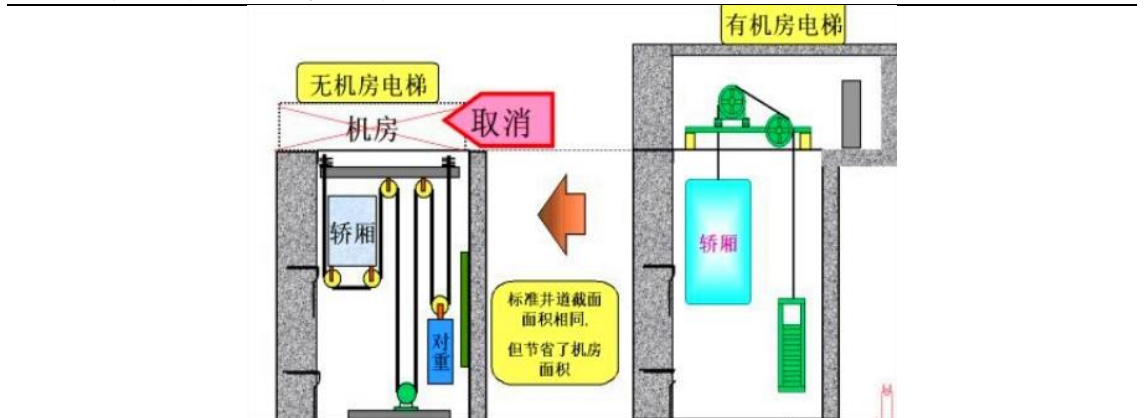 有机房电梯
无机房电梯
机房
取消
轿厢
轿厢
标准井道截面
面积相同,
但节省了机房
面积
对
重